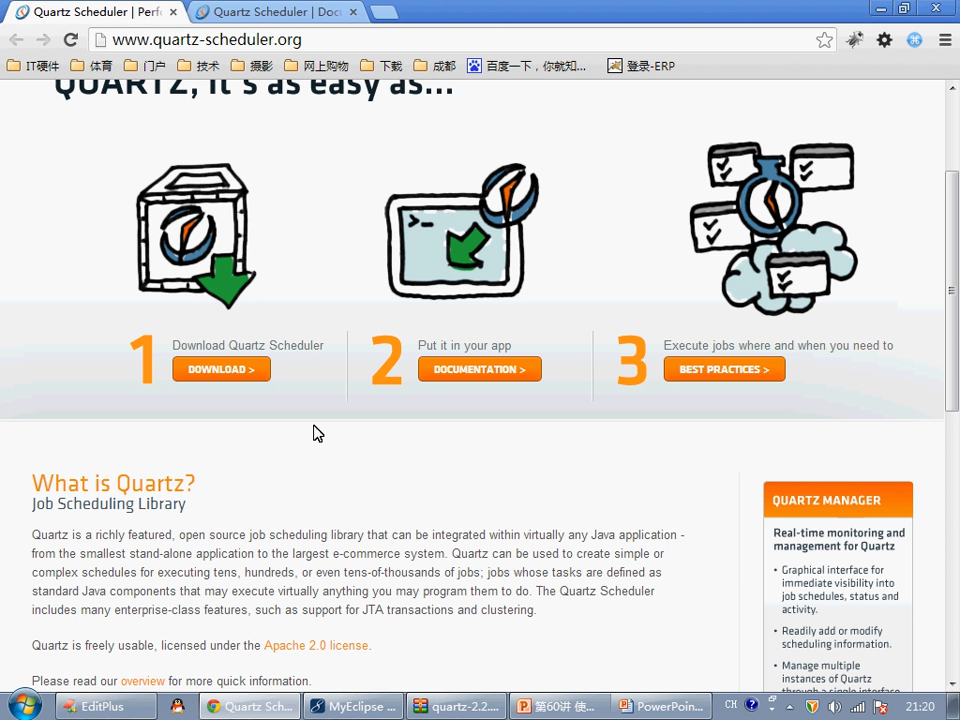 Quartz Scheduler | Perf
Quartz Scheduler | Docu
www.quartz-scheduler.org
IT硬件 体育 门户 技术 摄影 网上购物 下载 成都 百度一下，你就知... 登录-ERP
QUARTZ, it's as easy as...
1 Download Quartz Scheduler
DOWNLOAD >
2 Put it in your app
DOCUMENTATION >
3 Execute jobs where and when you need to
BEST PRACTICES >
What is Quartz?
Job Scheduling Library
Quartz is a richly featured, open source job scheduling library that can be integrated within virtually any Java application -
from the smallest stand-alone application to the largest e-commerce system. Quartz can be used to create simple or
complex schedules for executing tens, hundreds, or even tens-of-thousands of jobs; jobs whose tasks are defined as
standard Java components that may execute virtually anything you may program them to do. The Quartz Scheduler
includes many enterprise-class features, such as support for JTA transactions and clustering.
Quartz is freely usable, licensed under the Apache 2.0 license.
Please read our overview for more quick information.
QUARTZ MANAGER
Real-time monitoring and
management for Quartz
• Graphical interface for
immediate visibility into
job schedules, status and
activity.
• Readily add or modify
scheduling information.
• Manage multiple
instances of Quartz
through a single interface
EditPlus Quartz Sch... MyEclipse ... quartz-2.2.... 第60讲 使... PowerPoin... CH 21:20